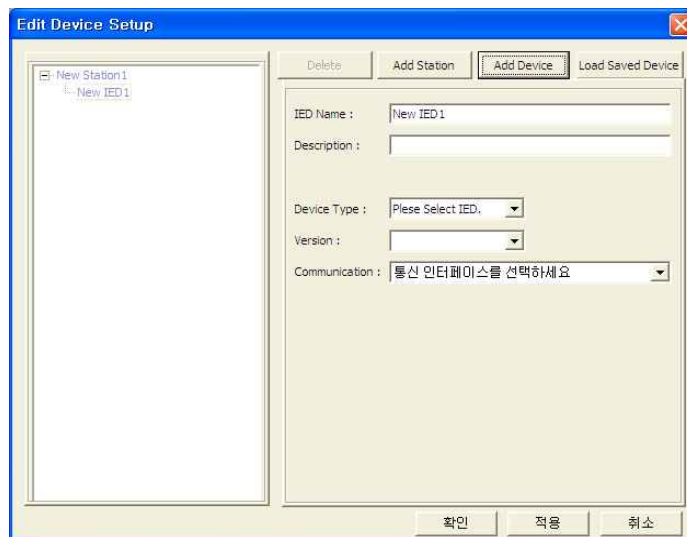 Edit Device Setup
New Station1
New IED1
Delete
Add Station
Add Device
Load Saved Device
IED Name :
New IED1
Description :
Device Type :
Plese Select IED.
Version :
Communication :
통신 인터페이스를 선택하세요
확인
적용
취소